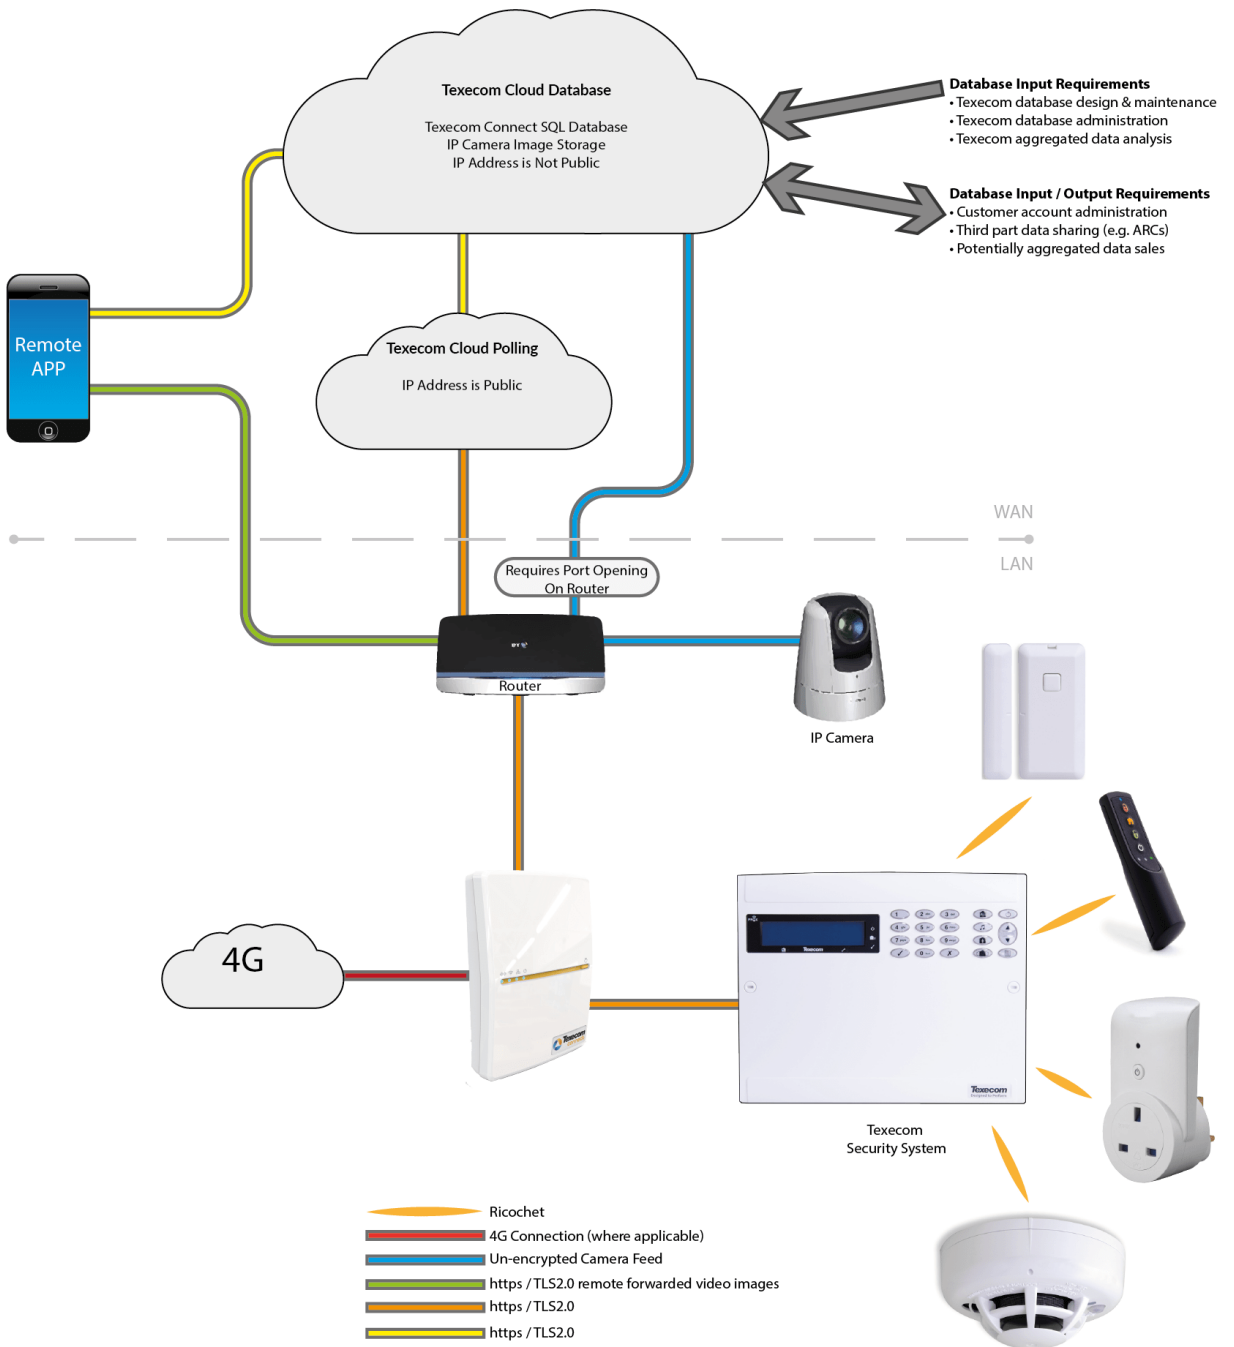 Texecom Cloud Database
Texecom Connect SQL Database
IP Camera Image Storage
IP Address is Not Public
Database Input Requirements
• Texecom database design & maintenance
• Texecom database administration
• Texecom aggregated data analysis
Database Input / Output Requirements
• Customer account administration
• Third part data sharing (e.g. ARCs)
• Potentially aggregated data sales
Remote
APP
Texecom Cloud Polling
IP Address is Public
WAN
LAN
Requires Port Opening
On Router
BT
Router
IP Camera
4G
Texecom
Texecom
Texecom
Texecom
Security System
Ricochet
4G Connection (where applicable)
Un-encrypted Camera Feed
https / TLS2.0 remote forwarded video images
https / TLS2.0
https / TLS2.0